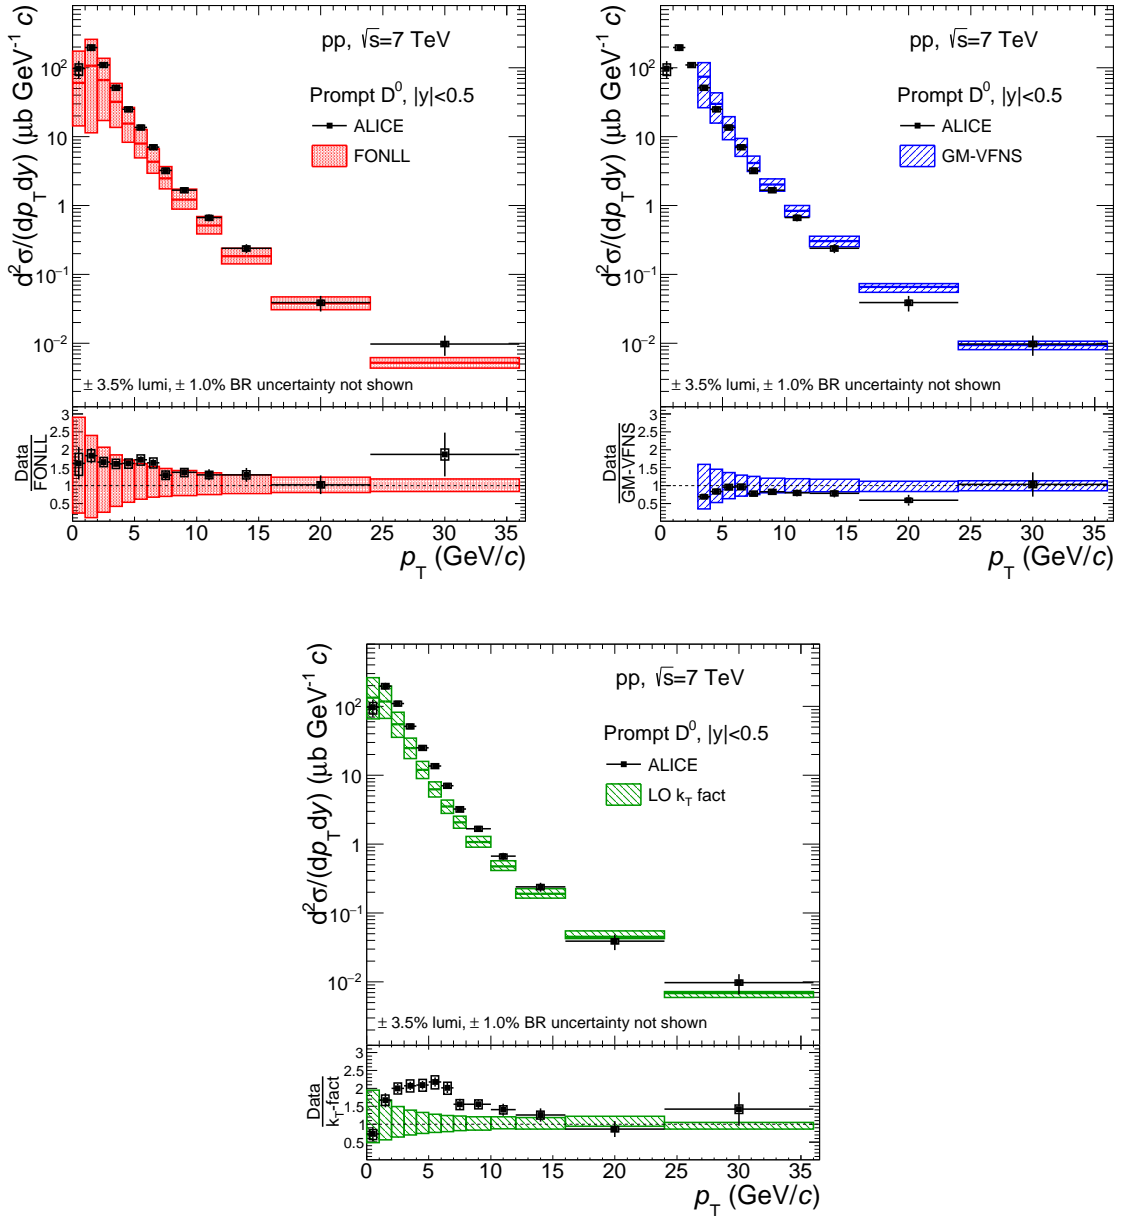 pp, √s=7 TeV
Prompt D⁰, |y|<0.5
ALICE
FONLL
d²σ/(dp_T dy) (μb GeV⁻¹ c)
10²
10
1
10⁻¹
10⁻²
± 3.5% lumi, ± 1.0% BR uncertainty not shown
Data
FONLL
3
2.5
2
1.5
1
0.5
0 5 10 15 20 25 30 35
p_T (GeV/c)
pp, √s=7 TeV
Prompt D⁰, |y|<0.5
ALICE
GM-VFNS
d²σ/(dp_T dy) (μb GeV⁻¹ c)
10²
10
1
10⁻¹
10⁻²
± 3.5% lumi, ± 1.0% BR uncertainty not shown
Data
GM-VFNS
3
2.5
2
1.5
1
0.5
0 5 10 15 20 25 30 35
p_T (GeV/c)
pp, √s=7 TeV
Prompt D⁰, |y|<0.5
ALICE
LO k_T fact
d²σ/(dp_T dy) (μb GeV⁻¹ c)
10²
10
1
10⁻¹
10⁻²
± 3.5% lumi, ± 1.0% BR uncertainty not shown
Data
k_T-fact
3
2.5
2
1.5
1
0.5
0 5 10 15 20 25 30 35
p_T (GeV/c)